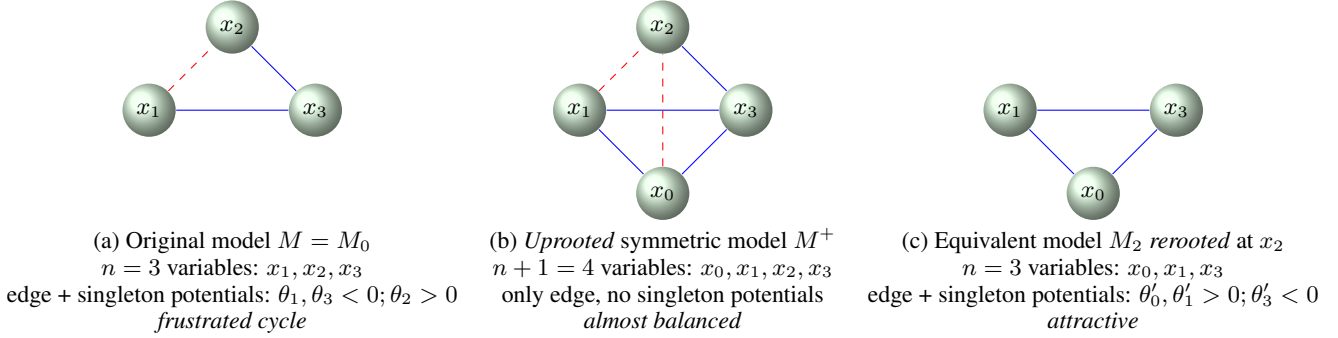 x₂
x₁
x₃
(a) Original model M = M₀
n = 3 variables: x₁, x₂, x₃
edge + singleton potentials: θ₁, θ₃ < 0; θ₂ > 0
frustrated cycle
x₂
x₁
x₃
x₀
(b) Uprooted symmetric model M⁺
n + 1 = 4 variables: x₀, x₁, x₂, x₃
only edge, no singleton potentials
almost balanced
x₁
x₃
x₀
(c) Equivalent model M₂ rerooted at x₂
n = 3 variables: x₀, x₁, x₃
edge + singleton potentials: θ′₀, θ′₁ > 0; θ′₃ < 0
attractive